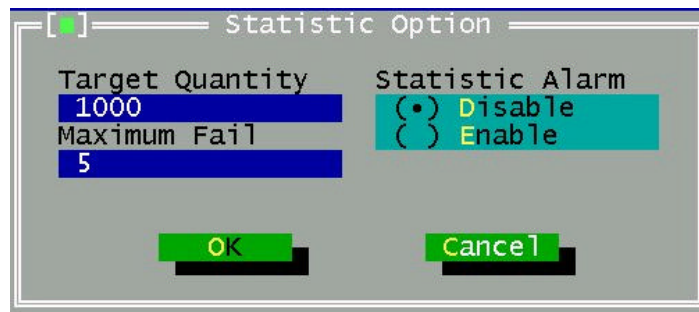 [■] Statistic Option
Target Quantity
1000
Maximum Fail
5
Statistic Alarm
(•) Disable
( ) Enable
OK
Cancel